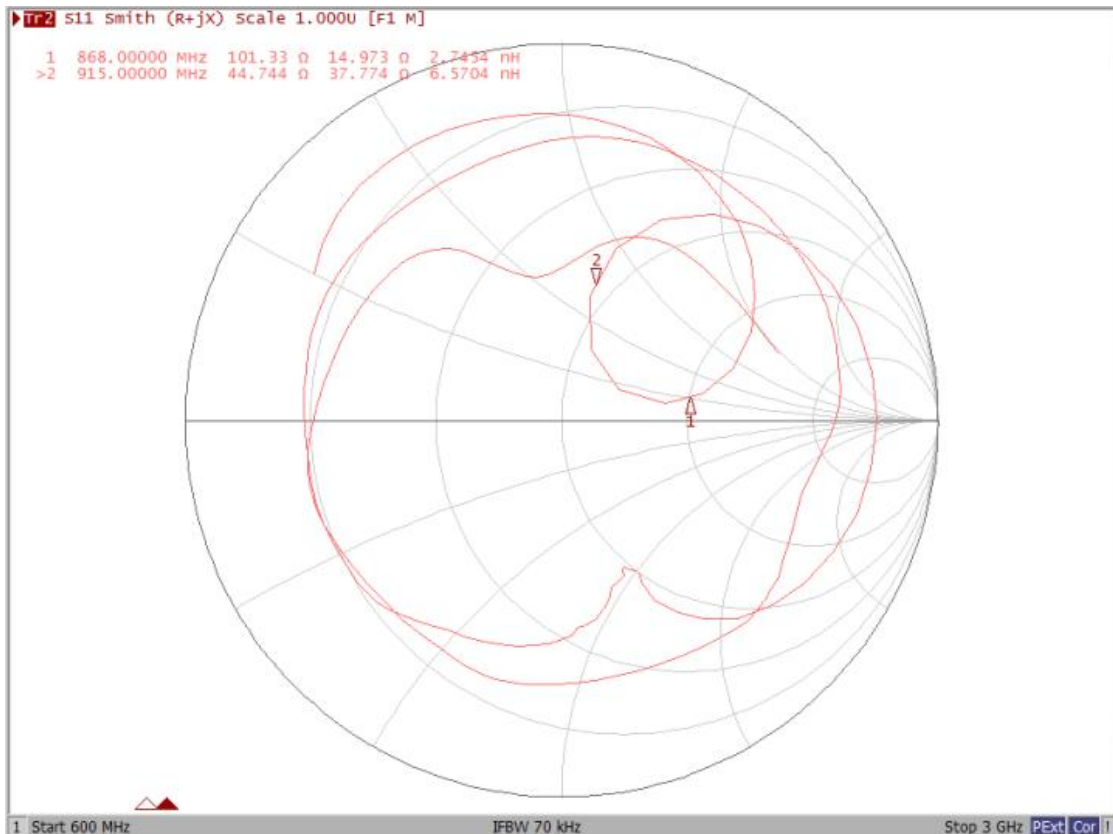 Tr2 S11 Smith (R+jX) Scale 1.000U [F1 M]
1 868.00000 MHz 101.33 Ω 14.973 Ω 2.7454 nH
>2 915.00000 MHz 44.744 Ω 37.774 Ω 6.5704 nH
2
1
1 Start 600 MHz IFBW 70 kHz Stop 3 GHz PExt Cor !